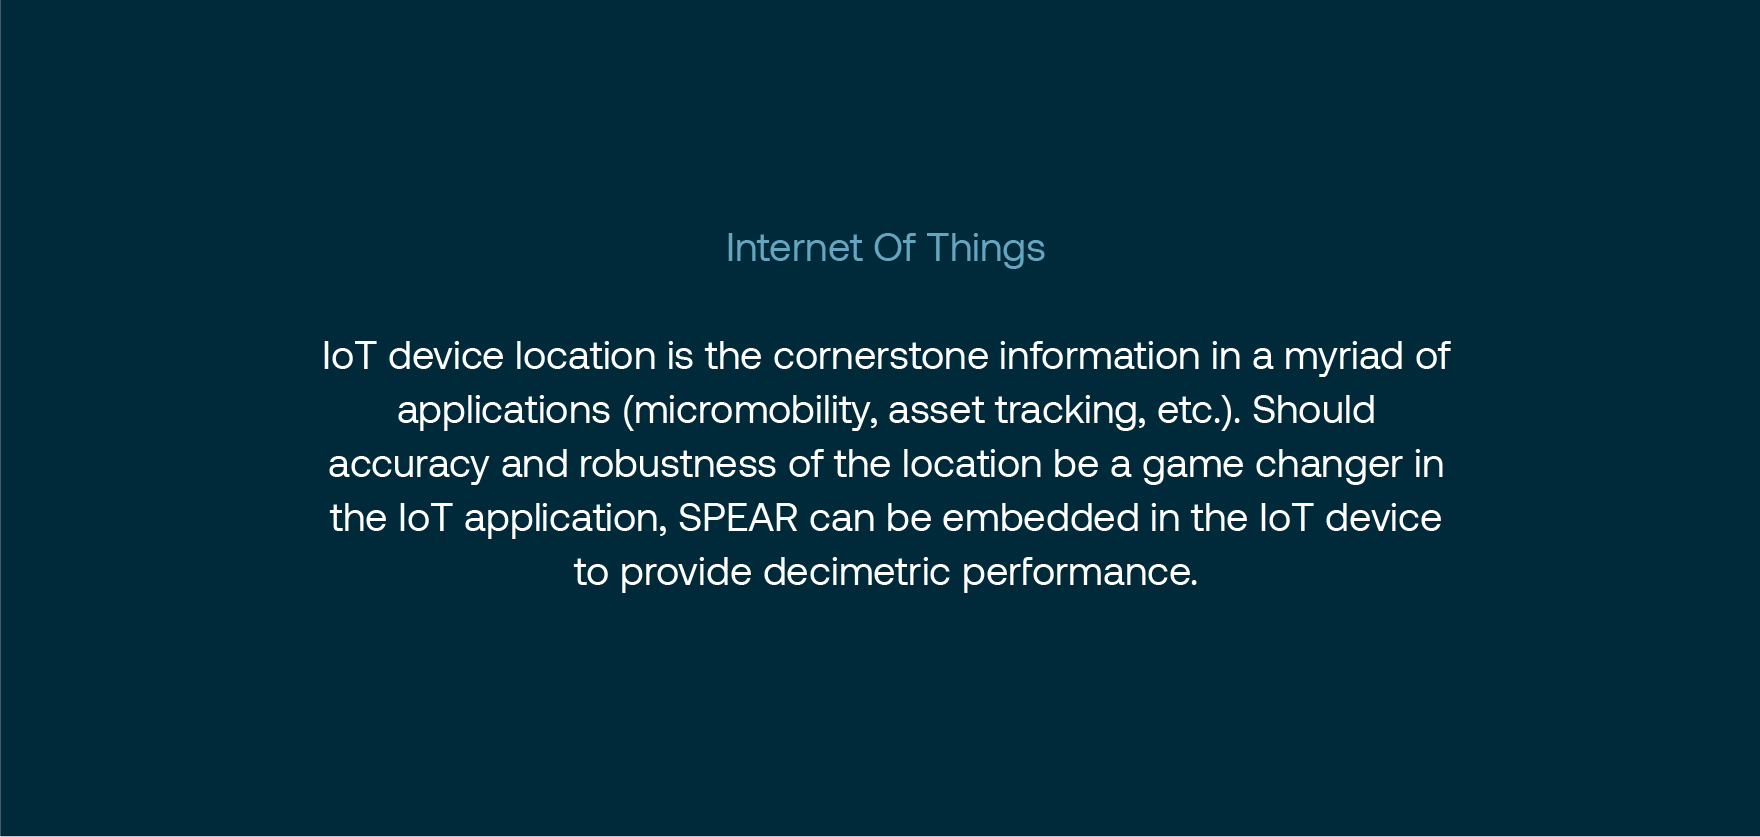 Internet Of Things
IoT device location is the cornerstone information in a myriad of
applications (micromobility, asset tracking, etc.). Should
accuracy and robustness of the location be a game changer in
the IoT application, SPEAR can be embedded in the IoT device
to provide decimetric performance.